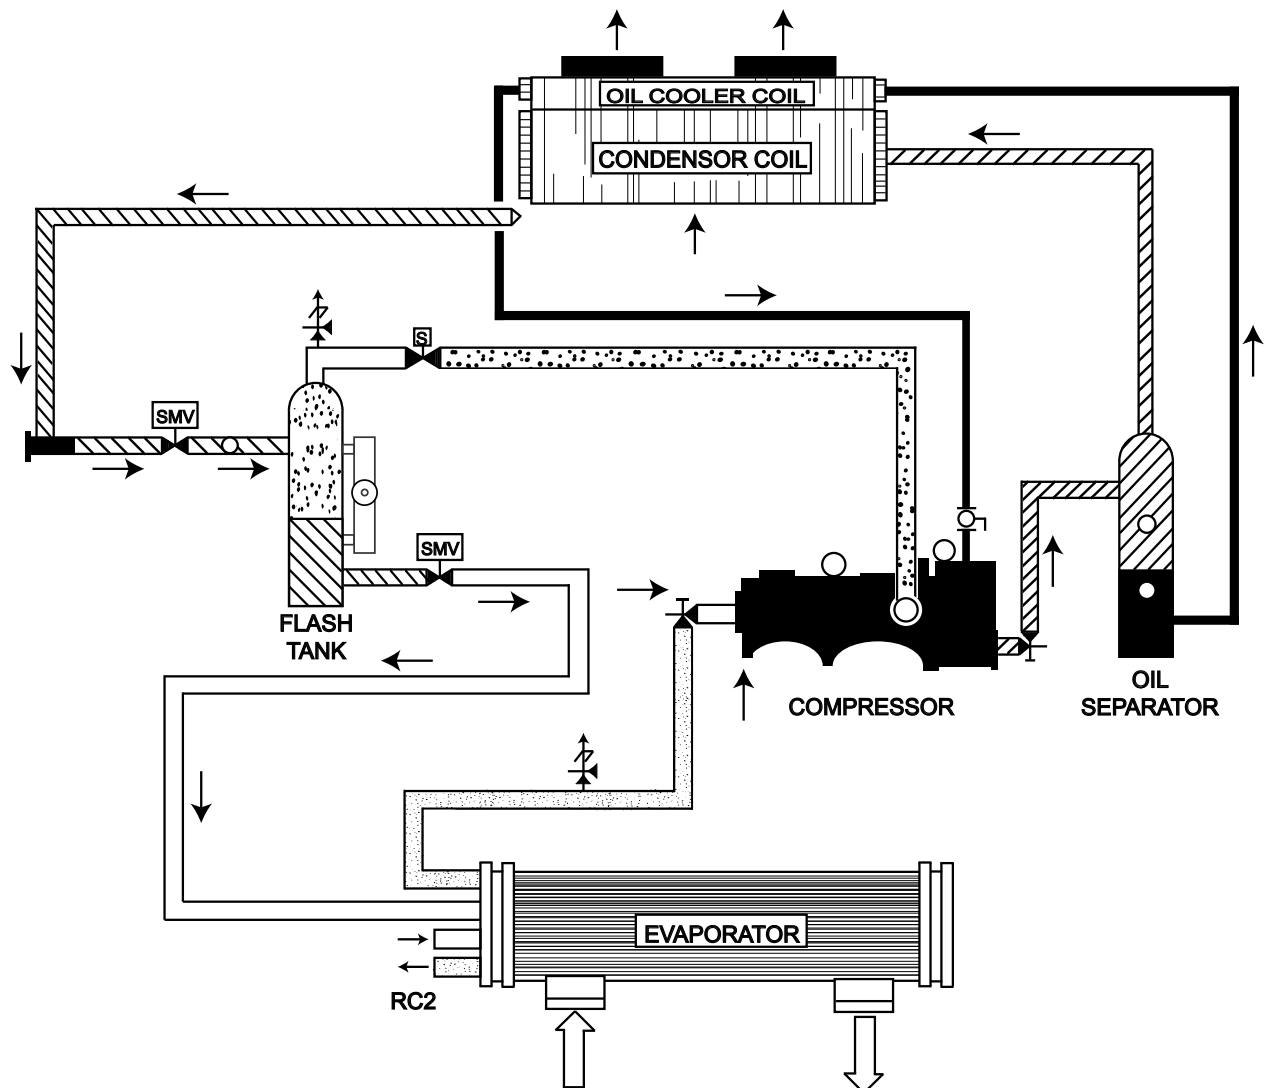 OIL COOLER COIL
CONDENSOR COIL
S
SMV
SMV
FLASH
TANK
COMPRESSOR
OIL
SEPARATOR
EVAPORATOR
RC2